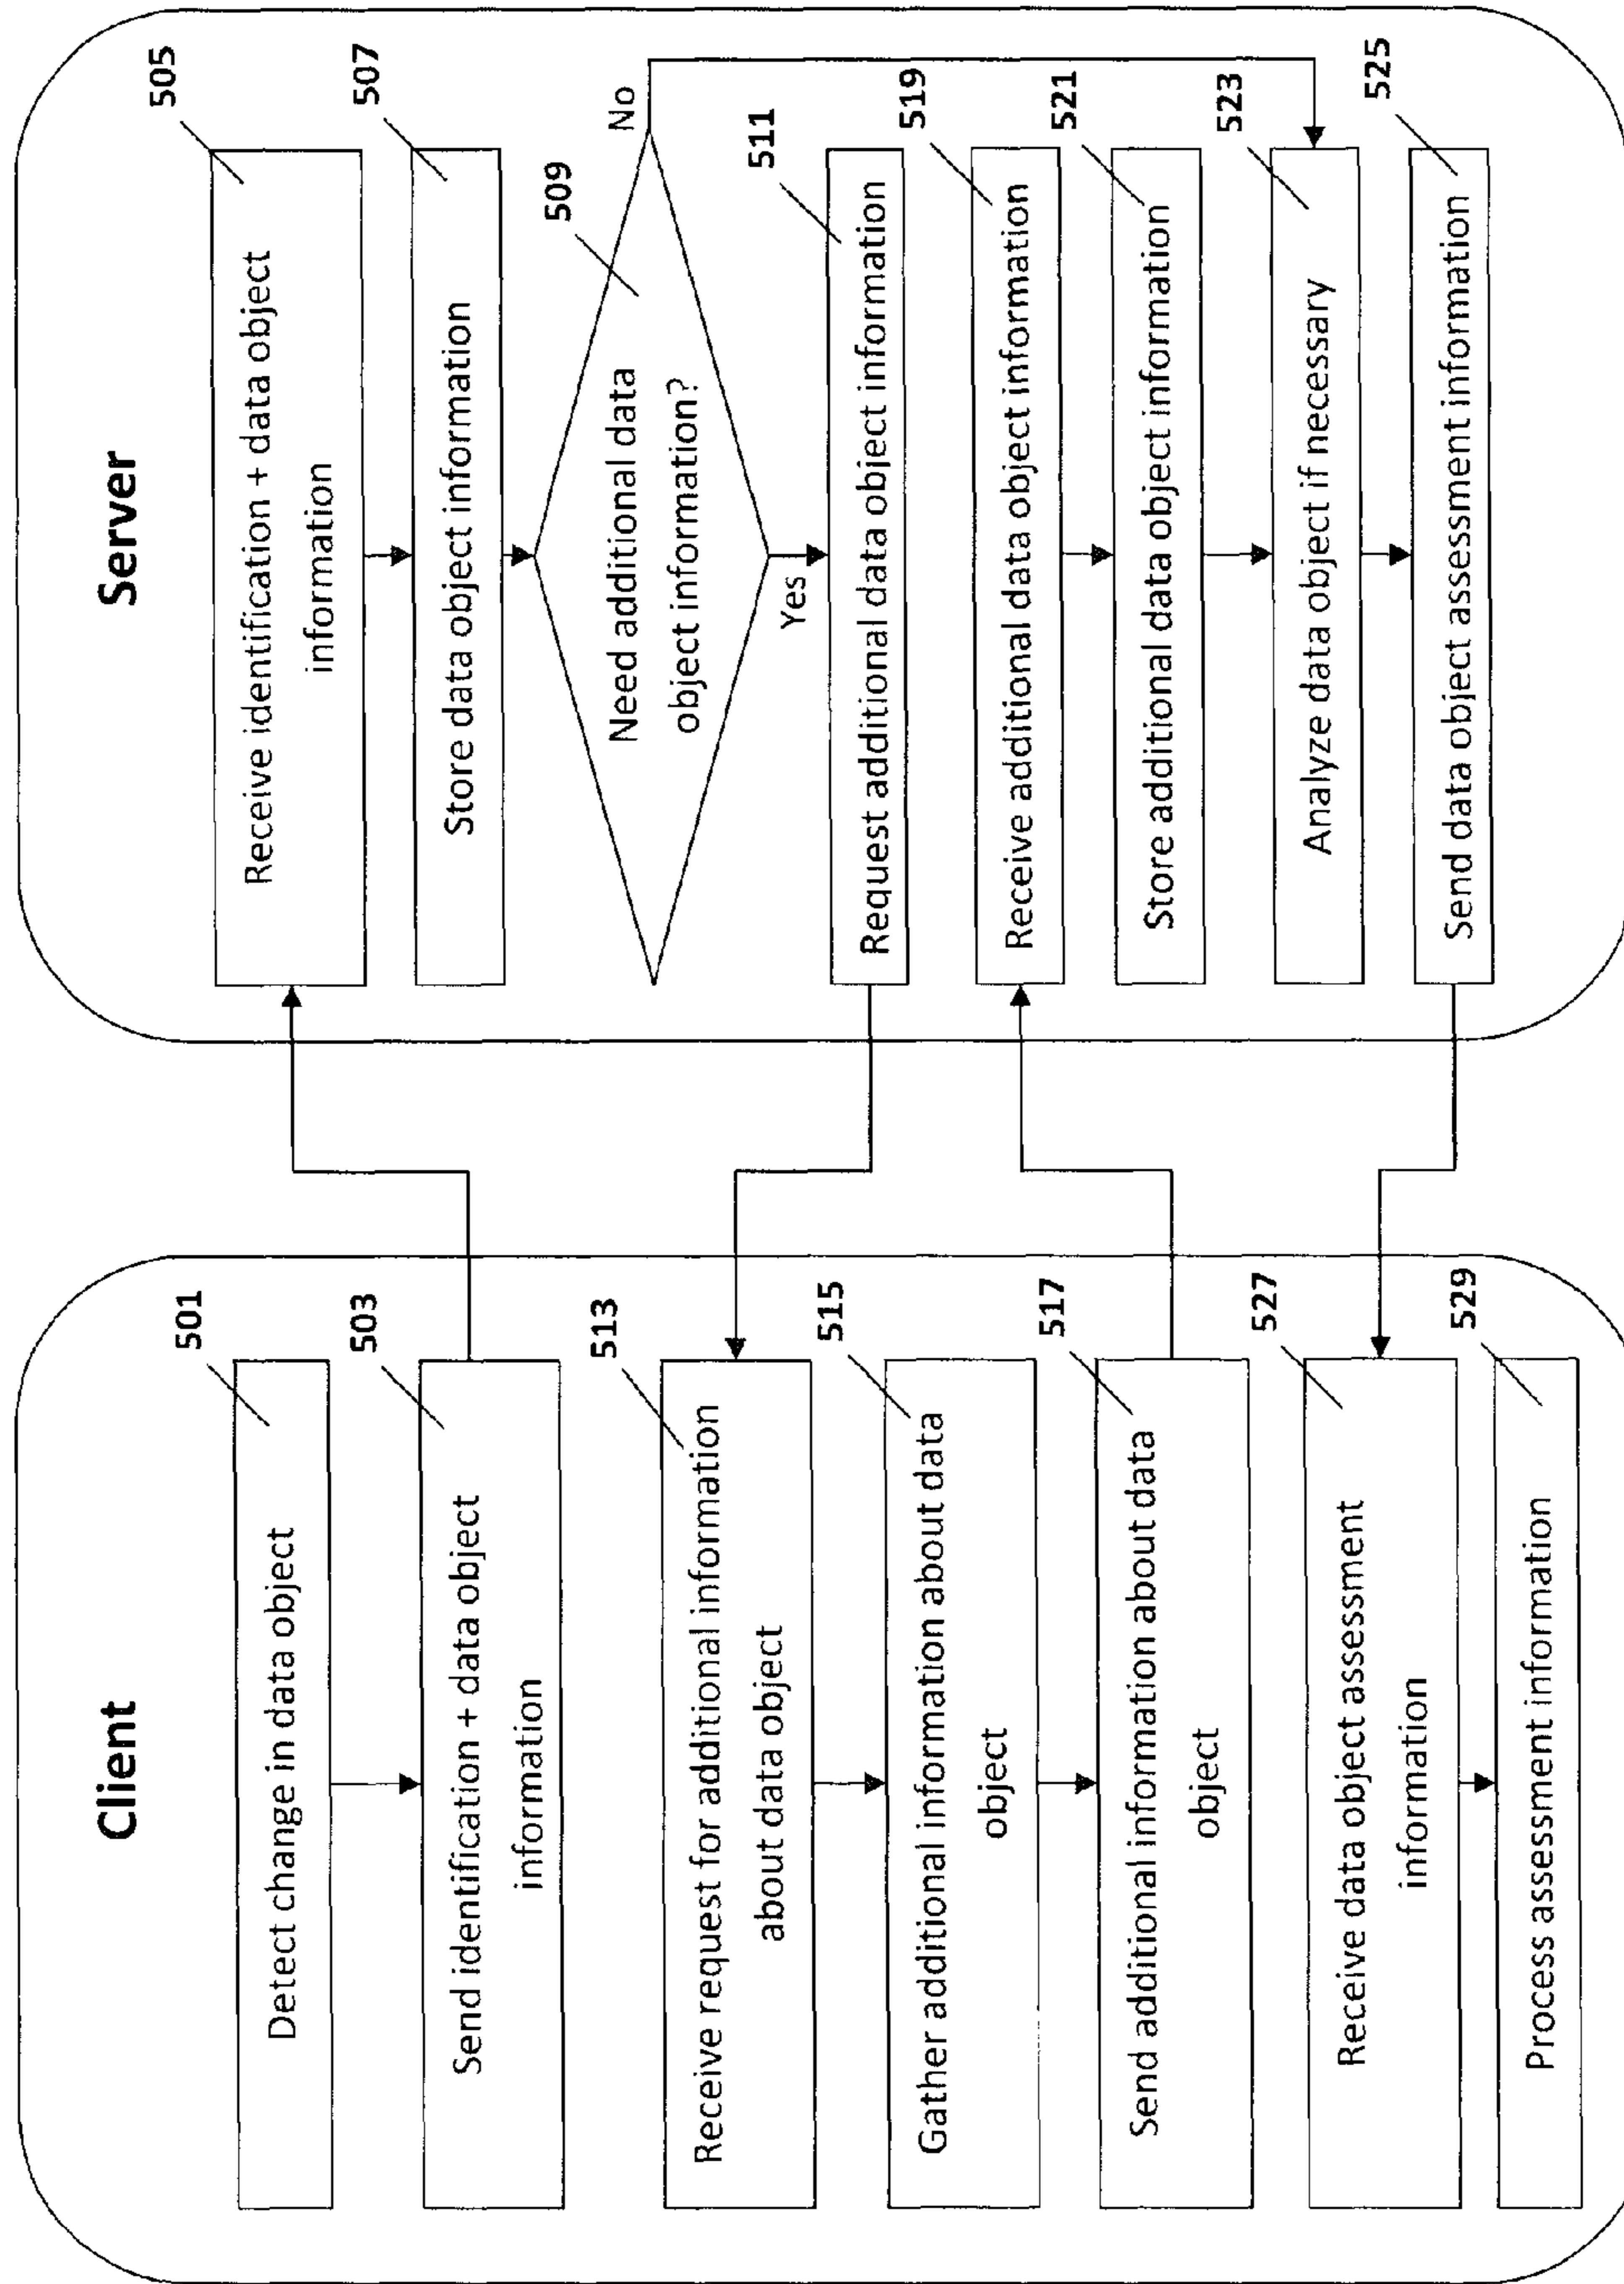 Client
501
Detect change in data object
503
Send identification + data object
information
513
Receive request for additional information
about data object
515
Gather additional information about data
object
517
Send additional information about data
object
527
Receive data object assessment
information
529
Process assessment information
Server
505
Receive identification + data object
information
507
Store data object information
509
Need additional data
object information?
No
Yes
511
Request additional data object information
519
Receive additional data object information
521
Store additional data object information
523
Analyze data object if necessary
525
Send data object assessment information